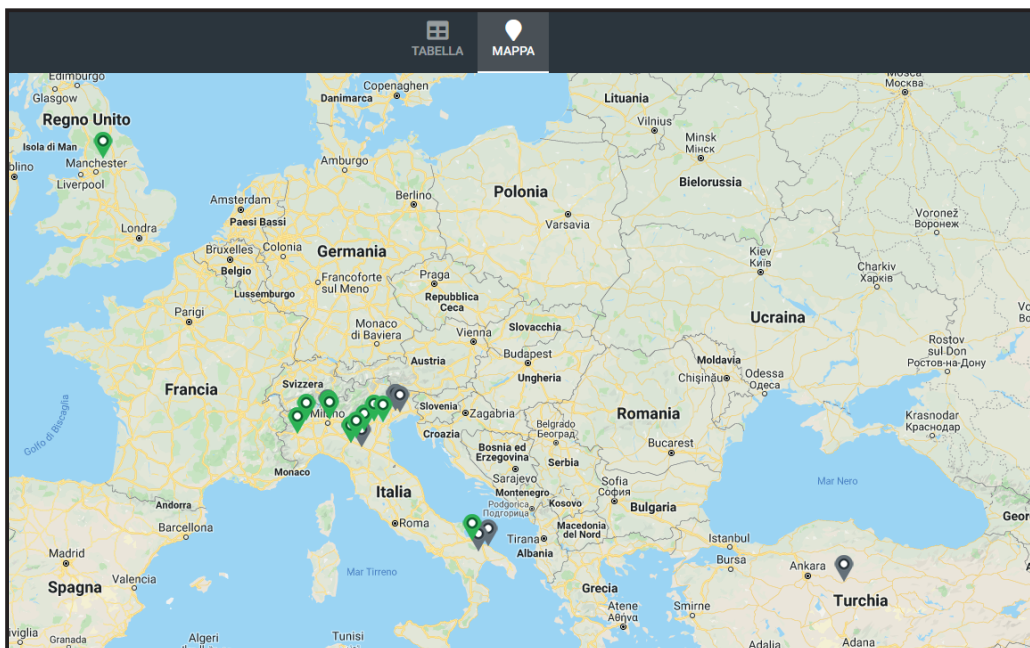 TABELLA
MAPPA
Edimburgo
Glasgow
Regno Unito
Isola di Man
Manchester
Liverpool
Londra
Copenaghen
Danimarca
Lituania
Vilnius
Mosca
Москва
Minsk
Мінск
Bielorussia
Amburgo
Berlino
Polonia
Varsavia
Voronež
Воронеж
Amsterdam
Paesi Bassi
Bruxelles
Belgio
Colonia
Germania
Lussemburgo
Francoforte
sul Meno
Praga
Repubblica
Ceca
Kiev
Київ
Charkiv
Харків
Parigi
Monaco
di Baviera
Vienna
Slovacchia
Ucraina
Austria
Budapest
Ungheria
Moldavia
Chișinău
Odessa
Одеса
Rostov
sul Don
Ростов-на-Дону
Francia
Svizzera
Milano
Slovenia
Zagabria
Croazia
Romania
Krasnodar
Краснодар
Golfo di Biscaglia
Belgrado
Београд
Bucarest
Bosnia ed
Erzegovina
Serbia
Sarajevo
Monaco
Italia
Montenegro
Podgorica
Подгорица
Kosovo
Sofia
София
Bulgaria
Mar Nero
Andorra
Barcellona
Roma
Tirana
Macedonia
del Nord
Albania
Istanbul
Bursa
Madrid
Spagna
Valencia
Mar Tirreno
Grecia
Ankara
Turchia
Atene
Αθήνα
Smirne
Granada
Algeri
Tunisi
Adalia
Adana